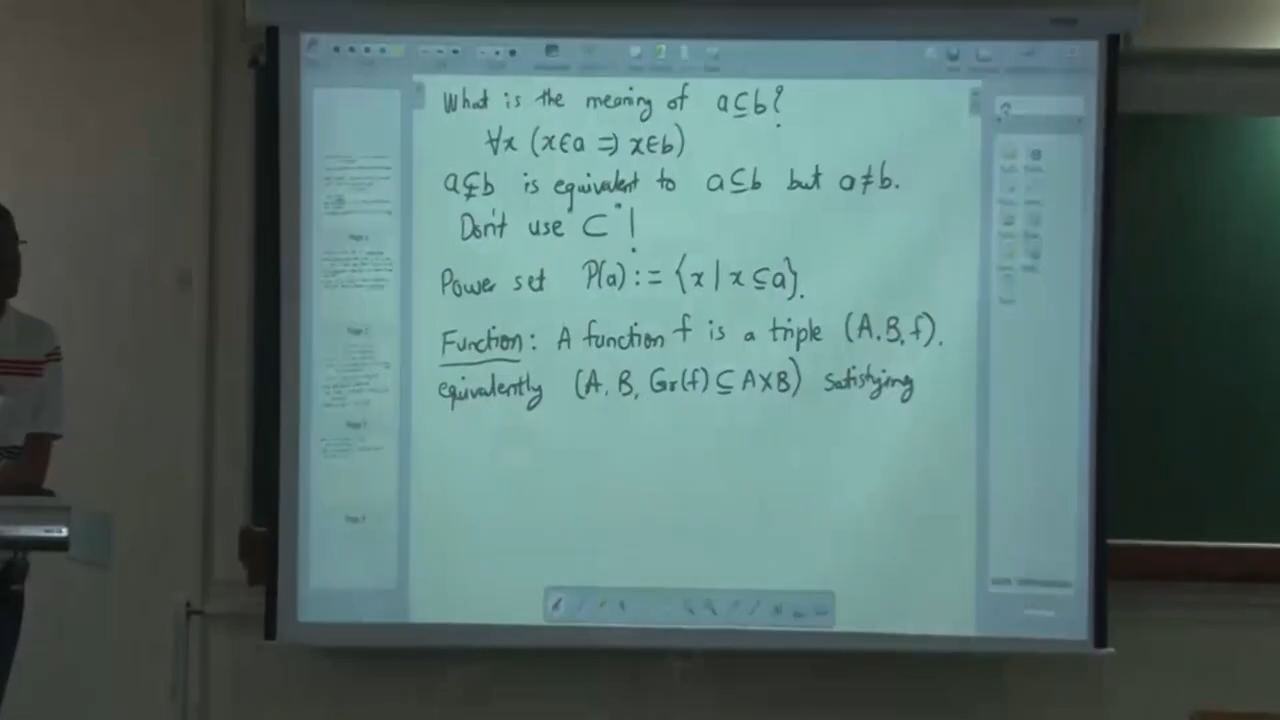 What is the meaning of a⊆b?
∀x (x∈a ⇒ x∈b)
a⊊b is equivalent to a⊆b but a≠b.
Don't use "⊂"!
Power set P(a) := {x | x⊆a}.
Function: A function f is a triple (A, B, f).
equivalently (A, B, Gr(f) ⊆ A×B) satisfying